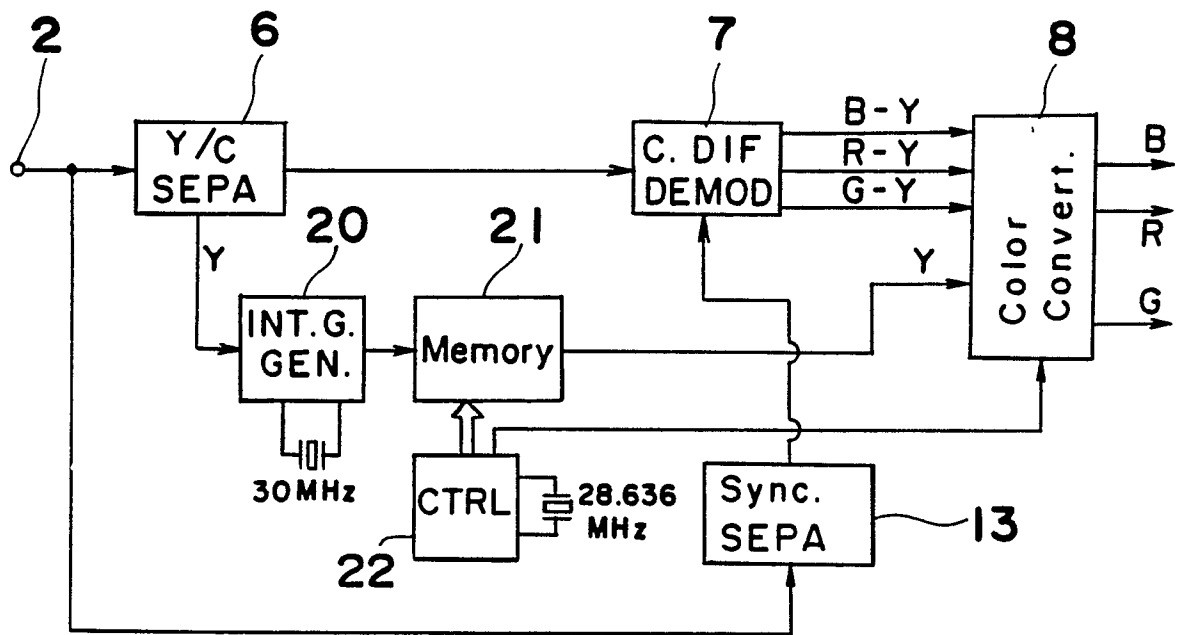 2
6
7
8
Y/C
SEPA
C. DIF
DEMOD
B-Y
R-Y
G-Y
Color
Convert.
B
R
G
Y
20
21
Y
INT.G.
GEN.
Memory
30MHz
CTRL
28.636
MHz
22
Sync.
SEPA
13